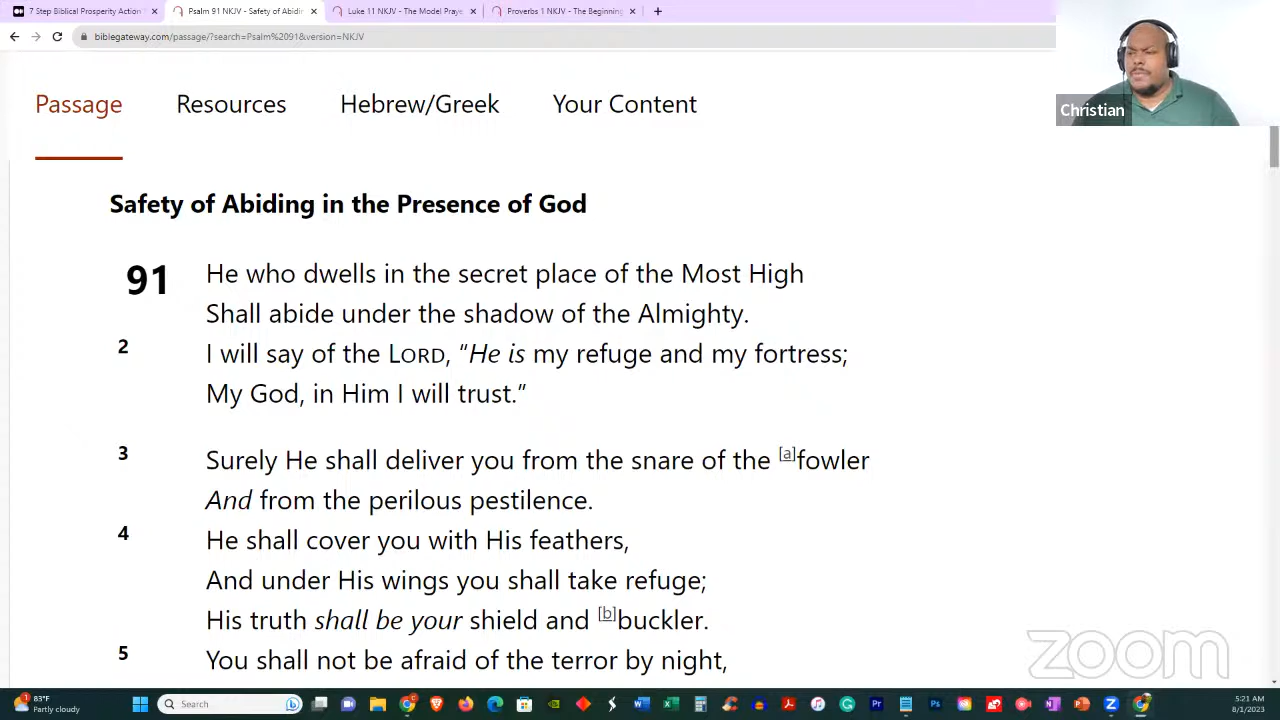 7 Step Biblical Prosperity Action
Psalm 91 NKJV - Safety of Abidin
Luke 11 NKJV - The Model Praye
Proverbs 1 NKJV - The Beginning
biblegateway.com/passage/?search=Psalm%2091&version=NKJV
Christian
Passage
Resources
Hebrew/Greek
Your Content
Safety of Abiding in the Presence of God
91 He who dwells in the secret place of the Most High
Shall abide under the shadow of the Almighty.
2 I will say of the LORD, “He is my refuge and my fortress;
My God, in Him I will trust.”
3 Surely He shall deliver you from the snare of the [a]fowler
And from the perilous pestilence.
4 He shall cover you with His feathers,
And under His wings you shall take refuge;
His truth shall be your shield and [b]buckler.
5 You shall not be afraid of the terror by night,
zoom
83°F
Partly cloudy
Search
5:21 AM
8/1/2023